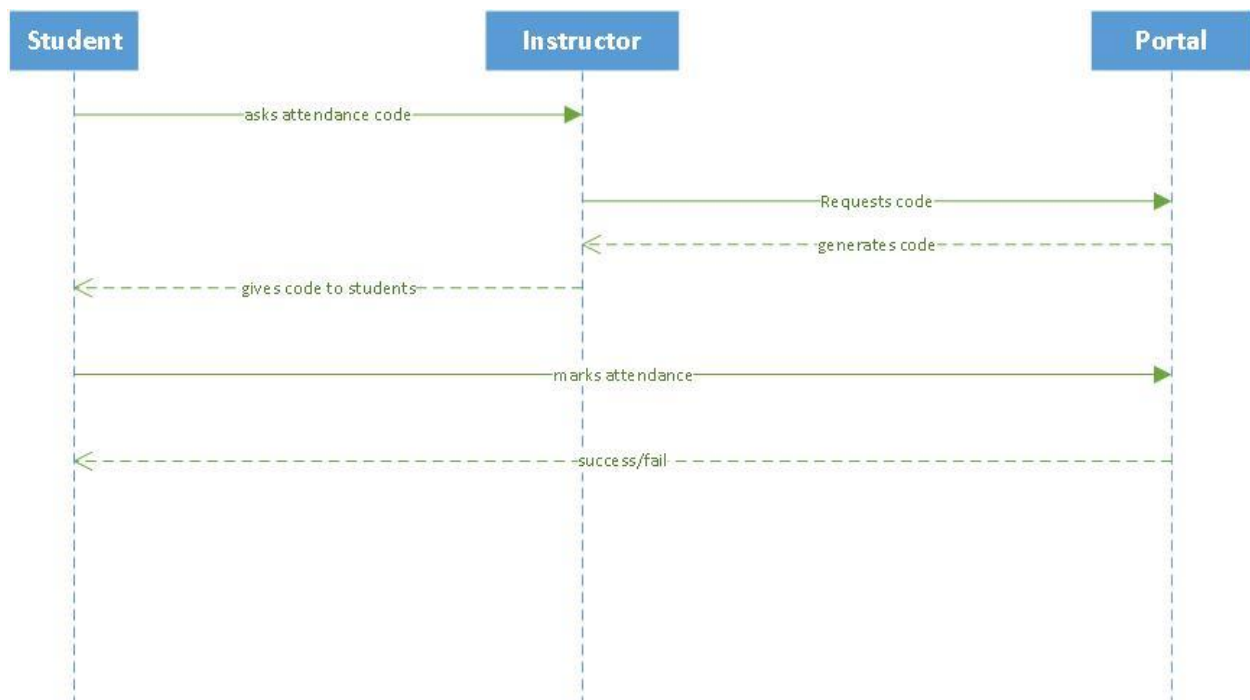 Student
Instructor
Portal
asks attendance code
Requests code
generates code
gives code to students
marks attendance
success/fail